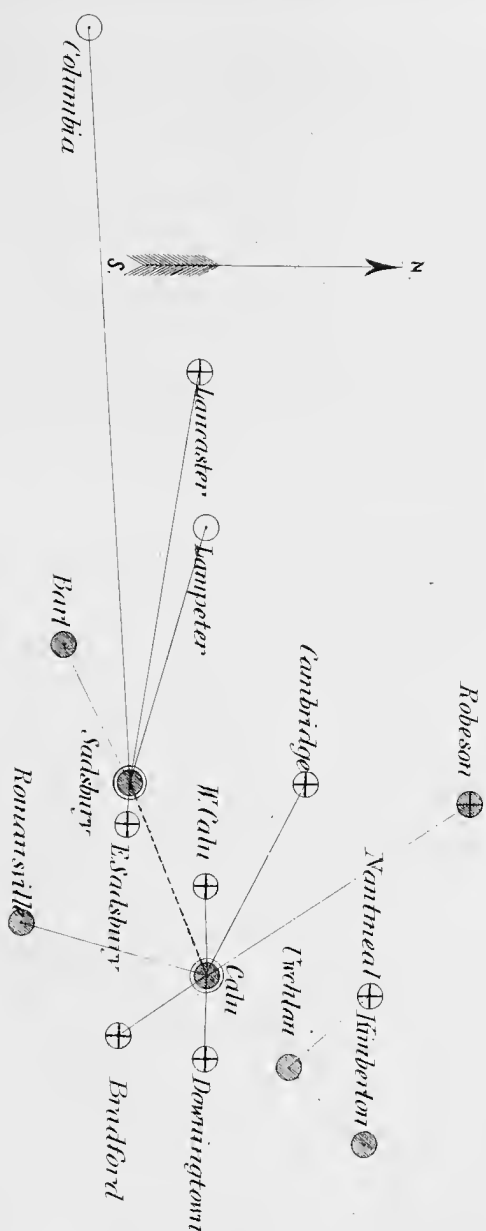 Columbia
S.
N
Lancaster
Lampeter
Bart
Sadsbury
Cambridge
Robeson
Romansville
E.Sadsbury
W.Caln
Nantmeal
Uwchlan
Caln
Kimberton
Bradford
Downingtown